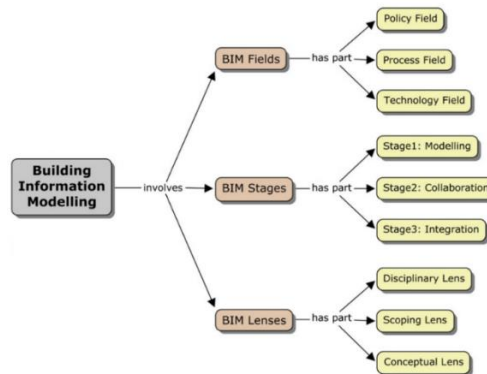 Building
Information
Modelling
involves
BIM Fields
has part
Policy Field
Process Field
Technology Field
BIM Stages
has part
Stage1: Modelling
Stage2: Collaboration
Stage3: Integration
BIM Lenses
has part
Disciplinary Lens
Scoping Lens
Conceptual Lens